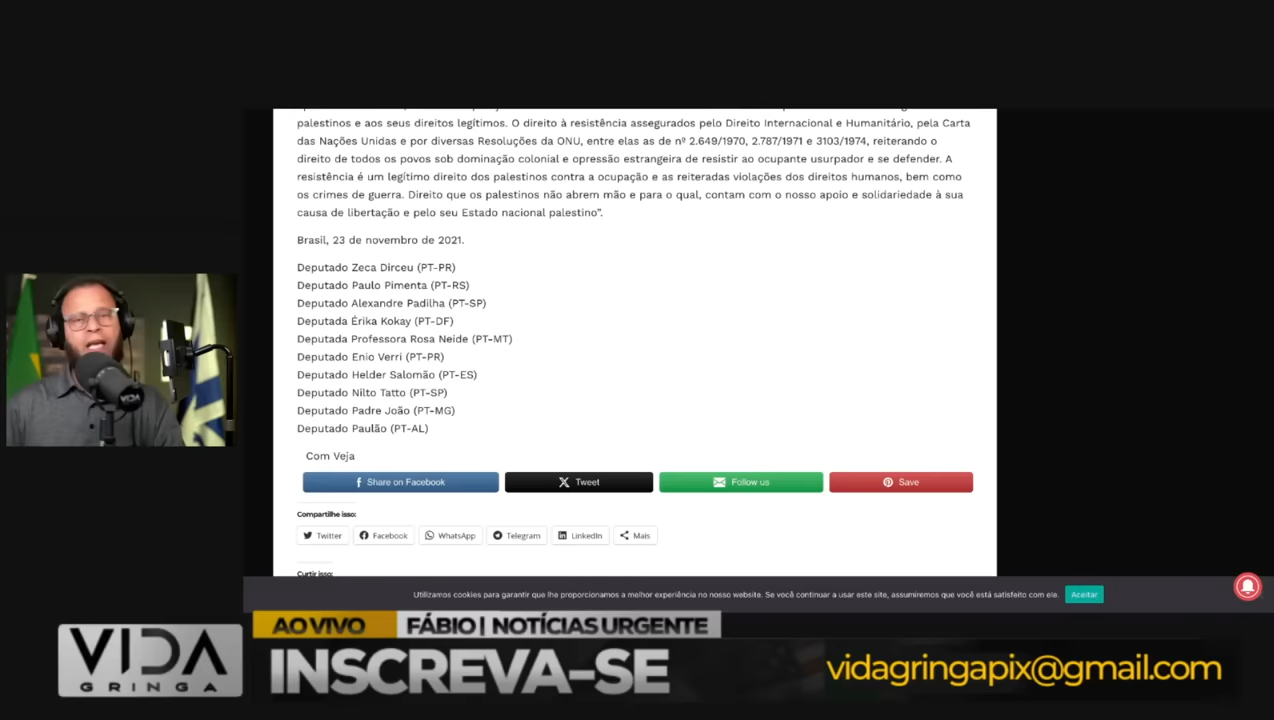 palestinos e aos seus direitos legítimos. O direito à resistência assegurados pelo Direito Internacional e Humanitário, pela Carta
das Nações Unidas e por diversas Resoluções da ONU, entre elas as de nº 2.649/1970, 2.787/1971 e 3103/1974, reiterando o
direito de todos os povos sob dominação colonial e opressão estrangeira de resistir ao ocupante usurpador e se defender. A
resistência é um legítimo direito dos palestinos contra a ocupação e as reiteradas violações dos direitos humanos, bem como
os crimes de guerra. Direito que os palestinos não abrem mão e para o qual, contam com o nosso apoio e solidariedade à sua
causa de libertação e pelo seu Estado nacional palestino”.
Brasil, 23 de novembro de 2021.
Deputado Zeca Dirceu (PT-PR)
Deputado Paulo Pimenta (PT-RS)
Deputado Alexandre Padilha (PT-SP)
Deputada Érika Kokay (PT-DF)
Deputada Professora Rosa Neide (PT-MT)
Deputado Enio Verri (PT-PR)
Deputado Helder Salomão (PT-ES)
Deputado Nilto Tatto (PT-SP)
Deputado Padre João (PT-MG)
Deputado Paulão (PT-AL)
Com Veja
Share on Facebook Tweet Follow us Save
Compartilhe isso:
Twitter Facebook WhatsApp Telegram LinkedIn Mais
Curtir isso:
Utilizamos cookies para garantir que lhe proporcionamos a melhor experiência no nosso website. Se você continuar a usar este site, assumiremos que você está satisfeito com ele. Aceitar
AO VIVO FÁBIO | NOTÍCIAS URGENTE
VIDA
GRINGA
INSCREVA-SE
vidagringapix@gmail.com
VIDA